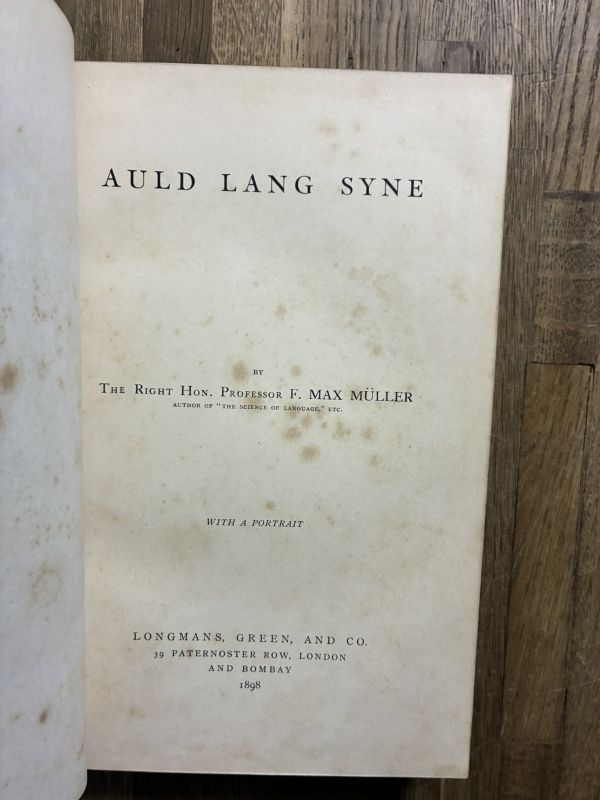 AULD LANG SYNE
BY
THE RIGHT HON. PROFESSOR F. MAX MÜLLER
AUTHOR OF "THE SCIENCE OF LANGUAGE," ETC.
WITH A PORTRAIT
LONGMANS, GREEN, AND CO.
39 PATERNOSTER ROW, LONDON
AND BOMBAY
1898